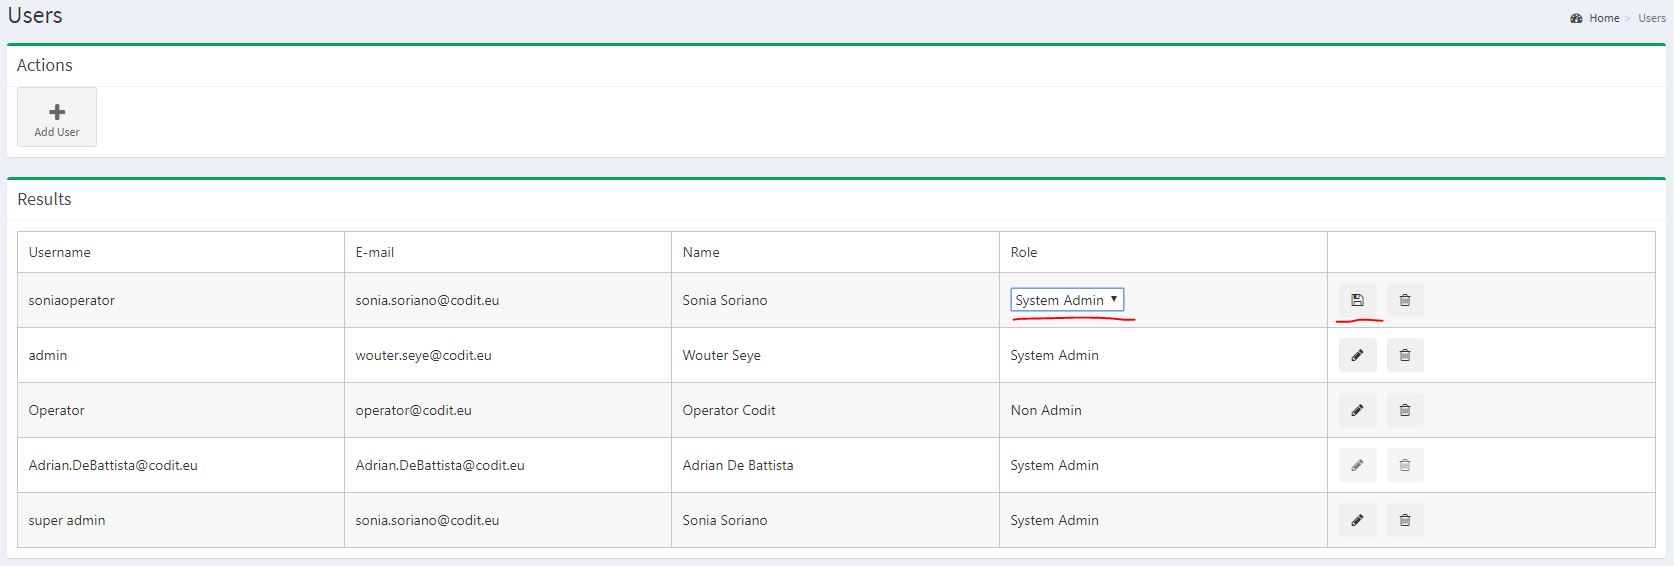 Users
Home > Users
Actions
Add User
Results
Username E-mail Name Role
soniaoperator sonia.soriano@codit.eu Sonia Soriano System Admin
admin wouter.seye@codit.eu Wouter Seye System Admin
Operator operator@codit.eu Operator Codit Non Admin
Adrian.DeBattista@codit.eu Adrian.DeBattista@codit.eu Adrian De Battista System Admin
super admin sonia.soriano@codit.eu Sonia Soriano System Admin